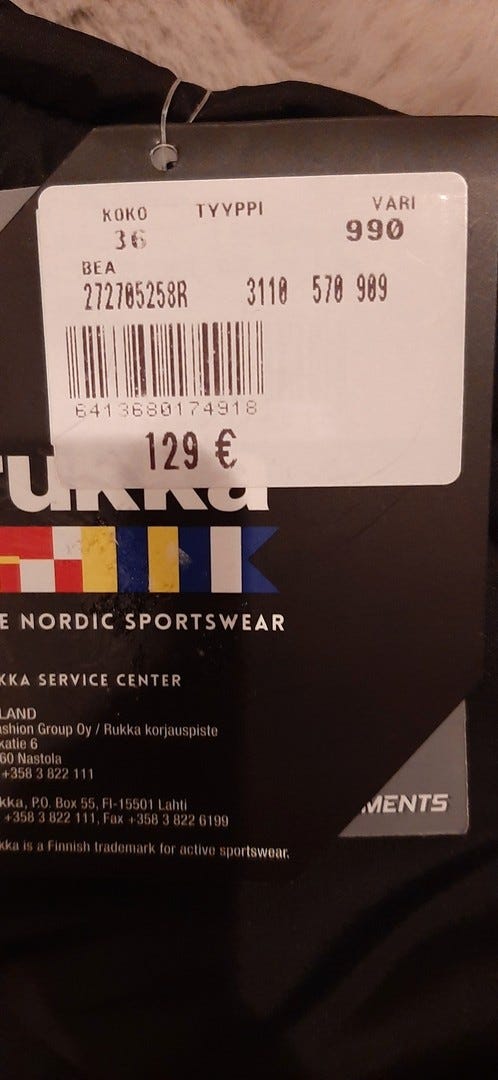 KOKO TYYPPI VÄRI
36 990
BEA
272705258R 3110 570 909
6413680174918
129 €
rukka
E NORDIC SPORTSWEAR
KKA SERVICE CENTER
LAND
ashion Group Oy / Rukka korjauspiste
katie 6
60 Nastola
+358 3 822 111
kka, P.O. Box 55, FI-15501 Lahti
+358 3 822 111, Fax +358 3 822 6199
kka is a Finnish trademark for active sportswear.
MENTS